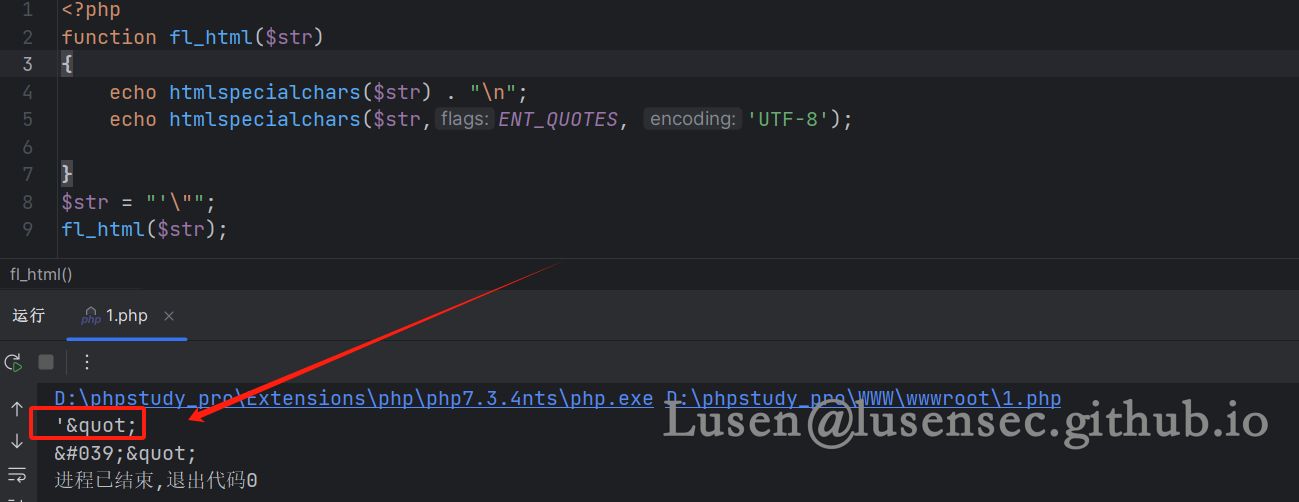 1 <?php
2 function fl_html($str)
3 {
4 echo htmlspecialchars($str) . "\n";
5 echo htmlspecialchars($str, flags: ENT_QUOTES, encoding: 'UTF-8');
6
7 }
8 $str = "'\"";
9 fl_html($str);
fl_html()
运行 php 1.php ×
D:\phpstudy_pro\Extensions\php\php7.3.4nts\php.exe D:\phpstudy_pro\WWW\wwwroot\1.php
'&quot;
Lusen@lusensec.github.io
&#039;&quot;
进程已结束,退出代码0